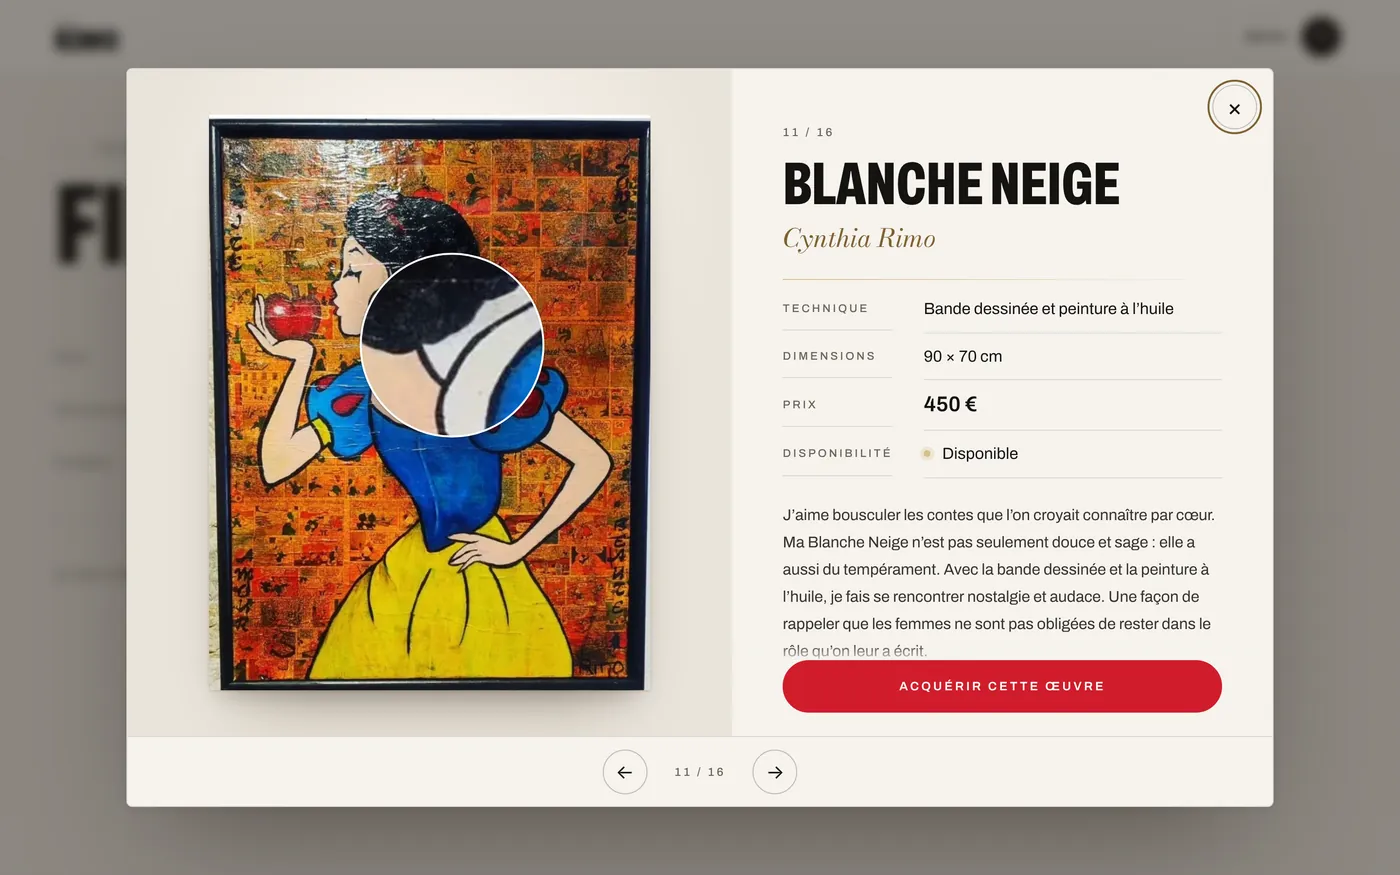 11 / 16
BLANCHE NEIGE
Cynthia Rimo
TECHNIQUE
Bande dessinée et peinture à l’huile
DIMENSIONS
90 × 70 cm
PRIX
450 €
DISPONIBILITÉ
Disponible
J’aime bousculer les contes que l’on croyait connaître par cœur.
Ma Blanche Neige n’est pas seulement douce et sage : elle a
aussi du tempérament. Avec la bande dessinée et la peinture à
l’huile, je fais se rencontrer nostalgie et audace. Une façon de
rappeler que les femmes ne sont pas obligées de rester dans le
rôle qu’on leur a écrit.
ACQUÉRIR CETTE ŒUVRE
11 / 16